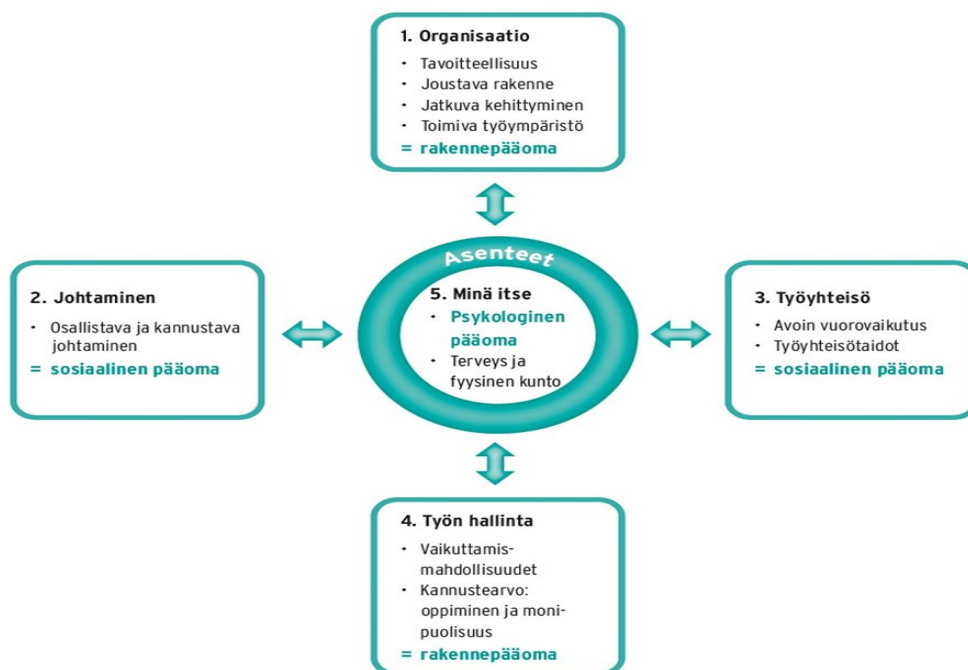 1. Organisaatio
· Tavoitteellisuus
· Joustava rakenne
· Jatkuva kehittyminen
· Toimiva työympäristö
= rakennepääoma
2. Johtaminen
· Osallistava ja kannustava
johtaminen
= sosiaalinen pääoma
Asenteet
5. Minä itse
· Psykologinen
pääoma
· Terveys ja
fyysinen kunto
3. Työyhteisö
· Avoin vuorovaikutus
· Työyhteisötaidot
= sosiaalinen pääoma
4. Työn hallinta
· Vaikuttamis-
mahdollisuudet
· Kannustearvo:
oppiminen ja moni-
puolisuus
= rakennepääoma